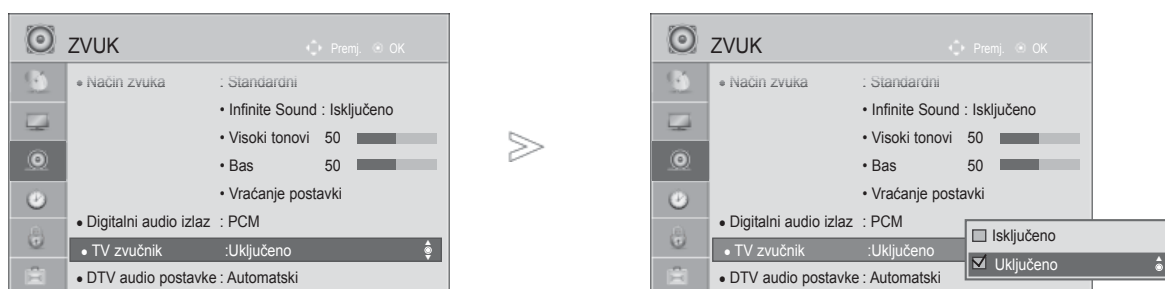 ZVUK
Premj. OK
• Način zvuka : Standardni
• Infinite Sound : Isključeno
• Visoki tonovi 50
• Bas 50
• Vraćanje postavki
• Digitalni audio izlaz : PCM
• TV zvučnik :Uključeno
• DTV audio postavke : Automatski
ZVUK
Premj. OK
• Način zvuka : Standardni
• Infinite Sound : Isključeno
• Visoki tonovi 50
• Bas 50
• Vraćanje postavki
• Digitalni audio izlaz : PCM
• TV zvučnik :Uključeno
• DTV audio postavke : Automatski
Isključeno
Uključeno